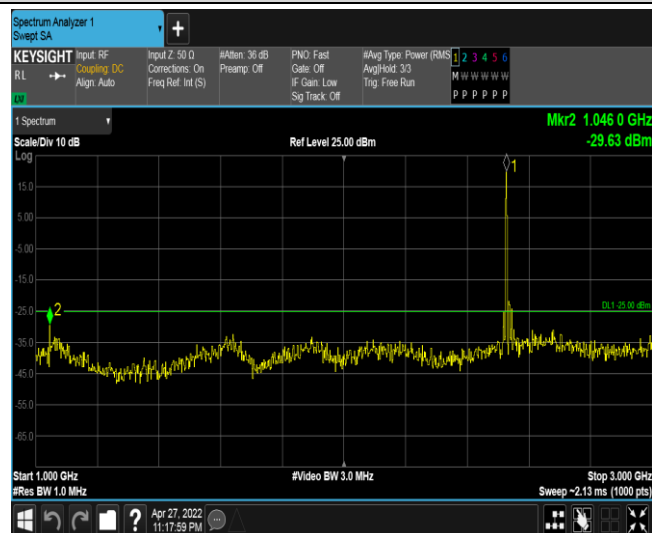 Spectrum Analyzer 1
Swept SA
+
KEYSIGHT Input: RF Input Z: 50 Ω #Atten: 36 dB PNO: Fast #Avg Type: Power (RMS 1 2 3 4 5 6
RL Coupling: DC Corrections: On Preamp: Off Gate: Off Avg|Hold: 3/3 M W W W W W
Align: Auto Freq Ref: Int (S) IF Gain: Low Trig: Free Run
Sig Track: Off P P P P P P
1 Spectrum Mkr2 1.046 0 GHz
Scale/Div 10 dB Ref Level 25.00 dBm -29.63 dBm
Log
1
15.0
5.00
-5.00
-15.0
-25.0 2 DL1 -25.00 dBm
-35.0
-45.0
-55.0
-65.0
Start 1.000 GHz #Video BW 3.0 MHz Stop 3.000 GHz
#Res BW 1.0 MHz Sweep ~2.13 ms (1000 pts)
? Apr 27, 2022
11:17:59 PM